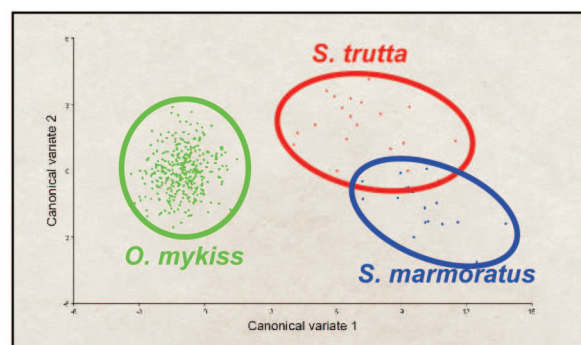 S. trutta
Canonical variate 2
O. mykiss
S. marmoratus
Canonical variate 1